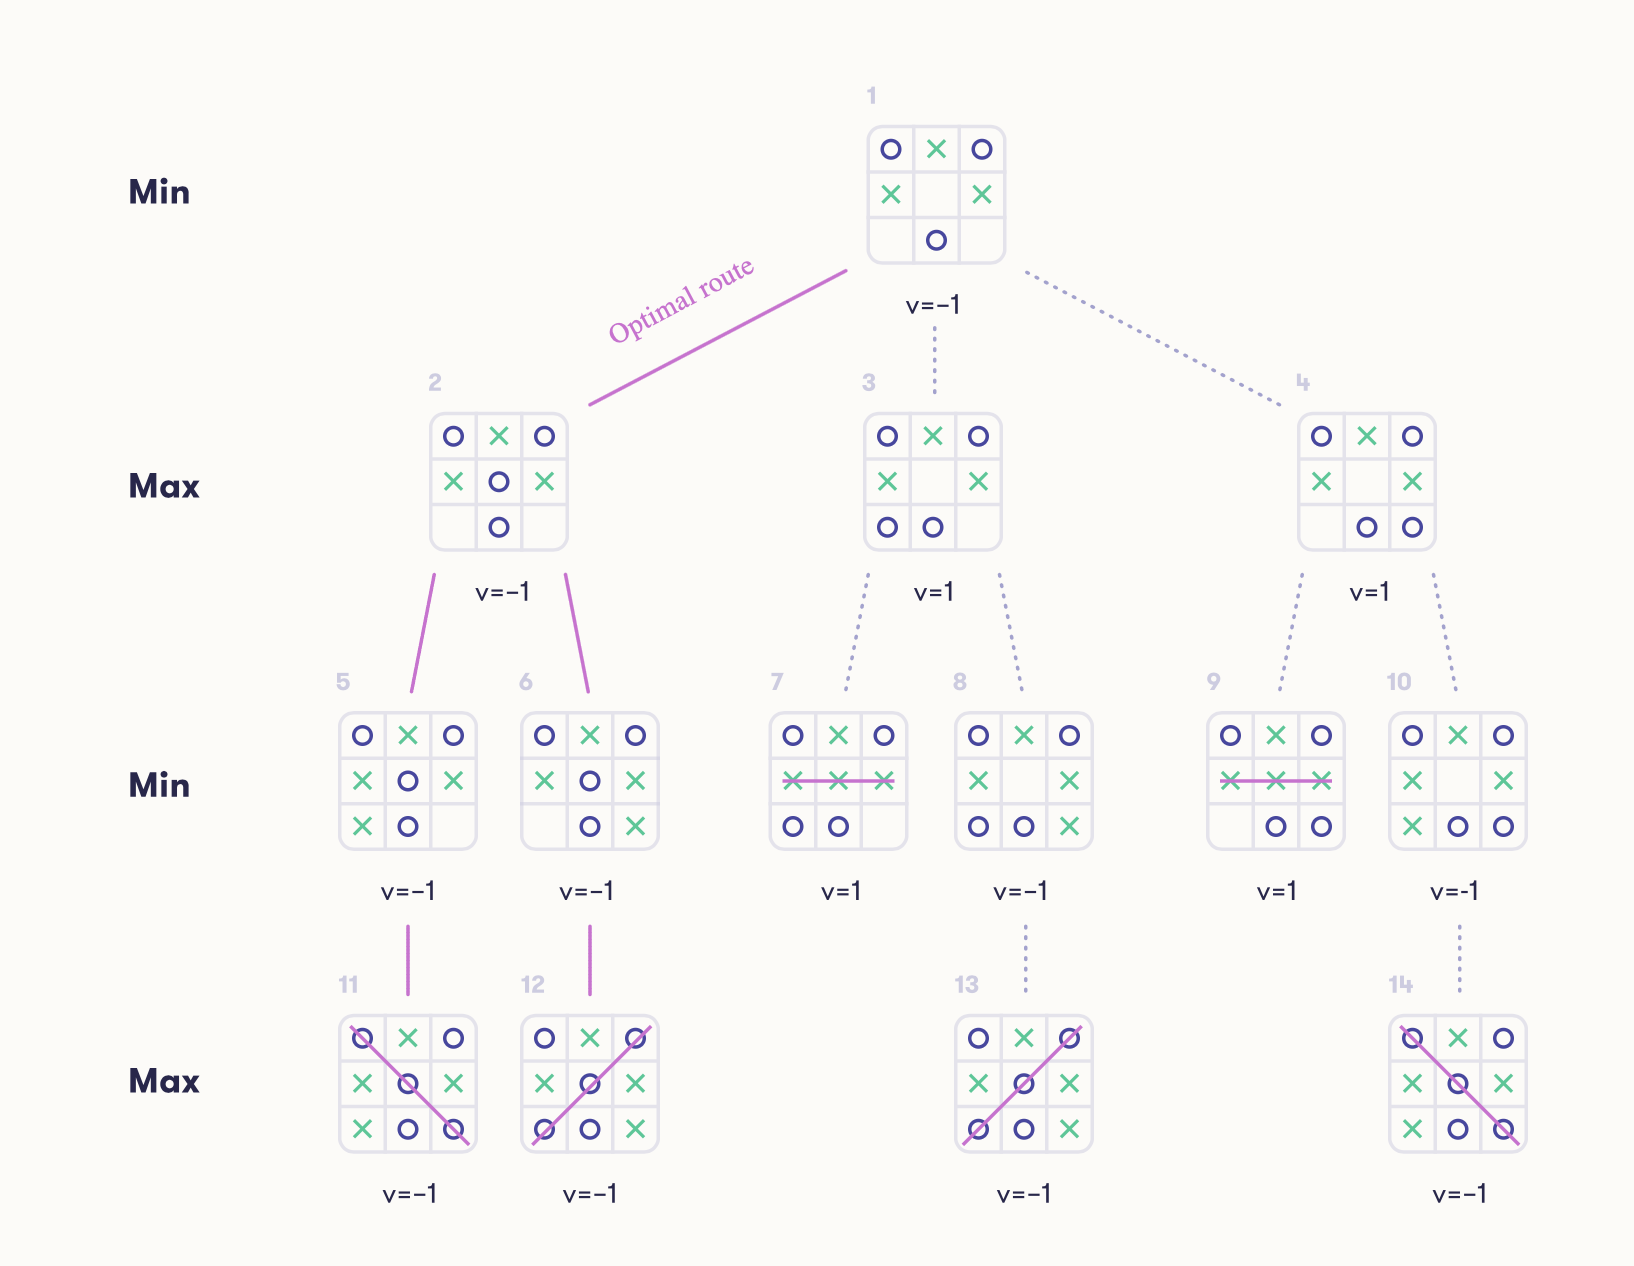 1
Min
O X O
X X
O
v=-1
Optimal route
2
3
4
Max
O X O
X O X
O
O X O
X X
O O
O X O
X X
O O
v=-1
v=1
v=1
5
6
7
8
9
10
Min
O X O
X O X
X O
O X O
X O X
O X
O X O
X X X
O O
O X O
X X
O O X
O X O
X X X
O O
O X O
X X
X O O
v=-1
v=-1
v=1
v=-1
v=1
v=-1
11
12
13
14
Max
O X O
X O X
X O O
O X O
X O X
O O X
O X O
X O X
O O X
O X O
X O X
X O O
v=-1
v=-1
v=-1
v=-1